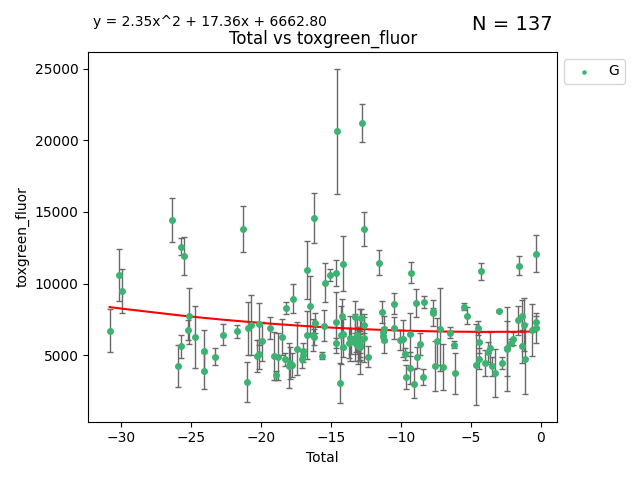 y = 2.35x^2 + 17.36x + 6662.80
N = 137
Total vs toxgreen_fluor
G
25000
20000
15000
10000
5000
toxgreen_fluor
−30 −25 −20 −15 −10 −5 0
Total